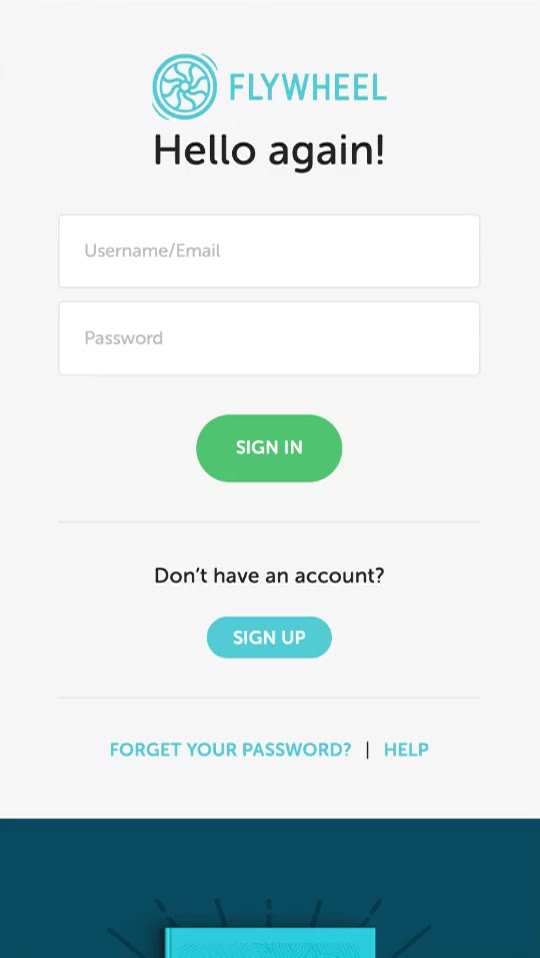 FLYWHEEL
Hello again!
Username/Email
Password
SIGN IN
Don't have an account?
SIGN UP
FORGET YOUR PASSWORD? | HELP